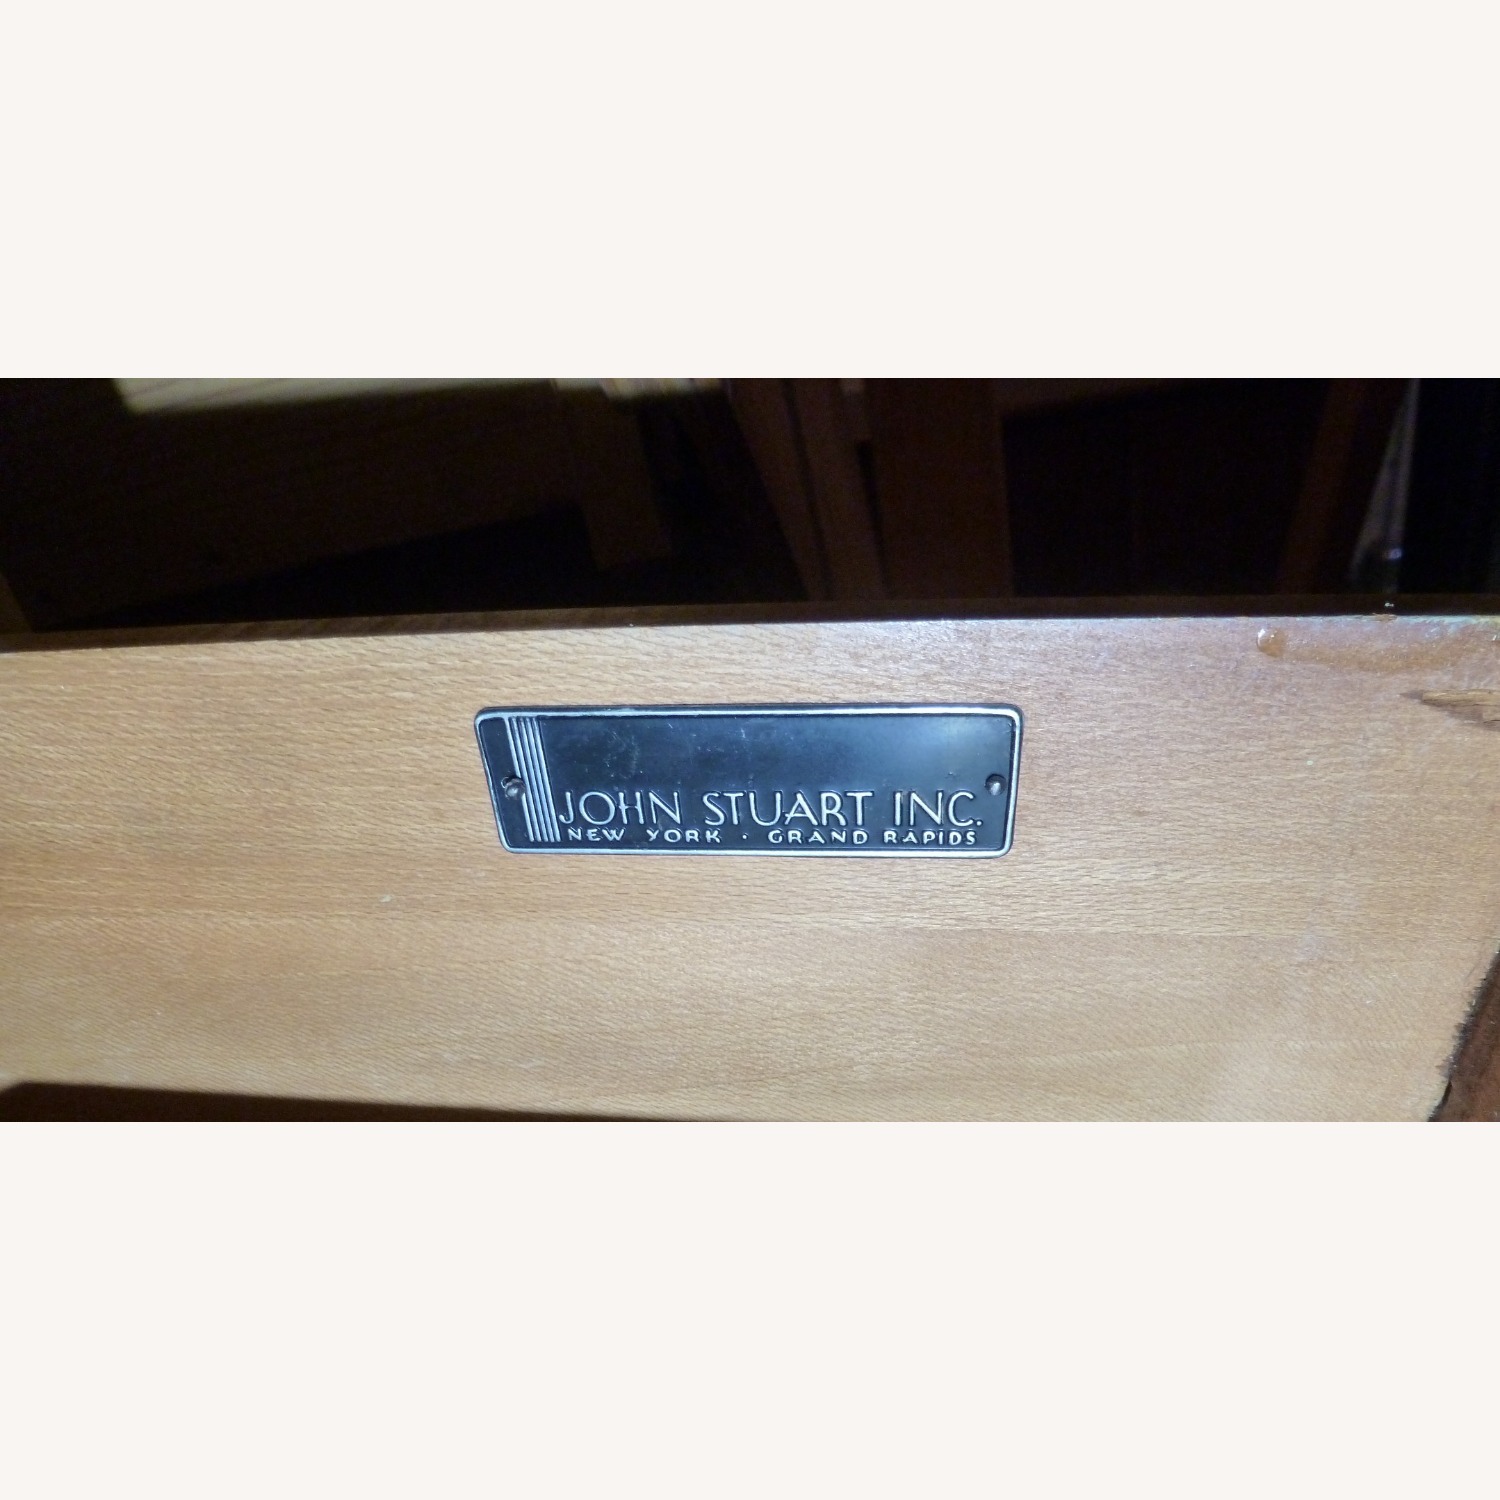 JOHN STUART INC.
NEW YORK · GRAND RAPIDS